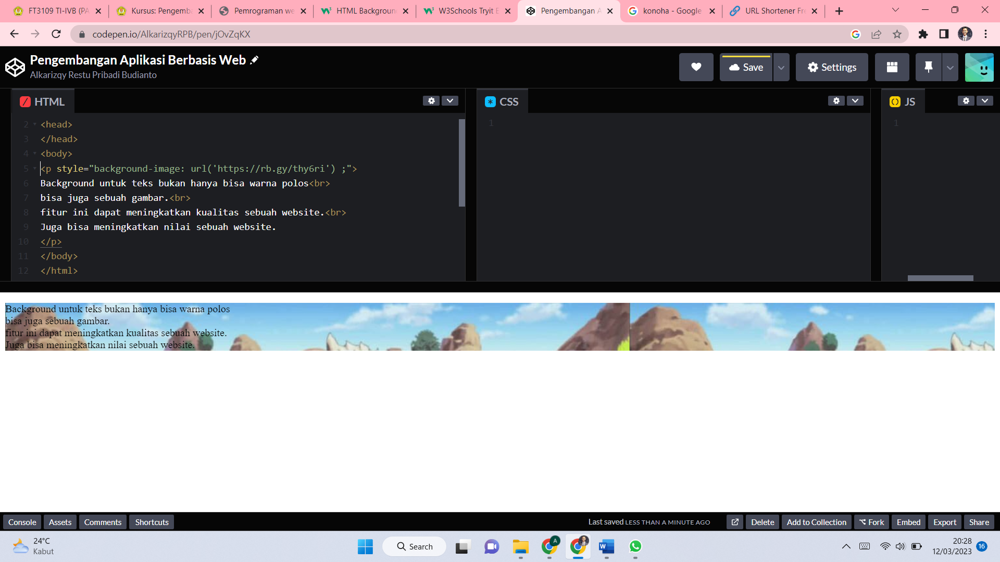 FT3109 TI-IVB (PA
Kursus: Pengemba
Pemrograman we
HTML Background
W3Schools Tryit E
Pengembangan A
konoha - Google
URL Shortener Fre
codepen.io/AlkarizqyRPB/pen/jOvZqKX
Pengembangan Aplikasi Berbasis Web
Alkarizqy Restu Pribadi Budianto
Save
Settings
HTML
CSS
JS
2 <head>
3 </head>
4 <body>
5 <p style="background-image: url('https://rb.gy/thy6ri') ;">
6 Background untuk teks bukan hanya bisa warna polos<br>
7 bisa juga sebuah gambar.<br>
8 fitur ini dapat meningkatkan kualitas sebuah website.<br>
9 Juga bisa meningkatkan nilai sebuah website.
10 </p>
11 </body>
12 </html>
1
1
Background untuk teks bukan hanya bisa warna polos
bisa juga sebuah gambar.
fitur ini dapat meningkatkan kualitas sebuah website.
Juga bisa meningkatkan nilai sebuah website.
Console Assets Comments Shortcuts
Last saved LESS THAN A MINUTE AGO
Delete Add to Collection Fork Embed Export Share
24°C
Kabut
Search
A
20:28
12/03/2023
16